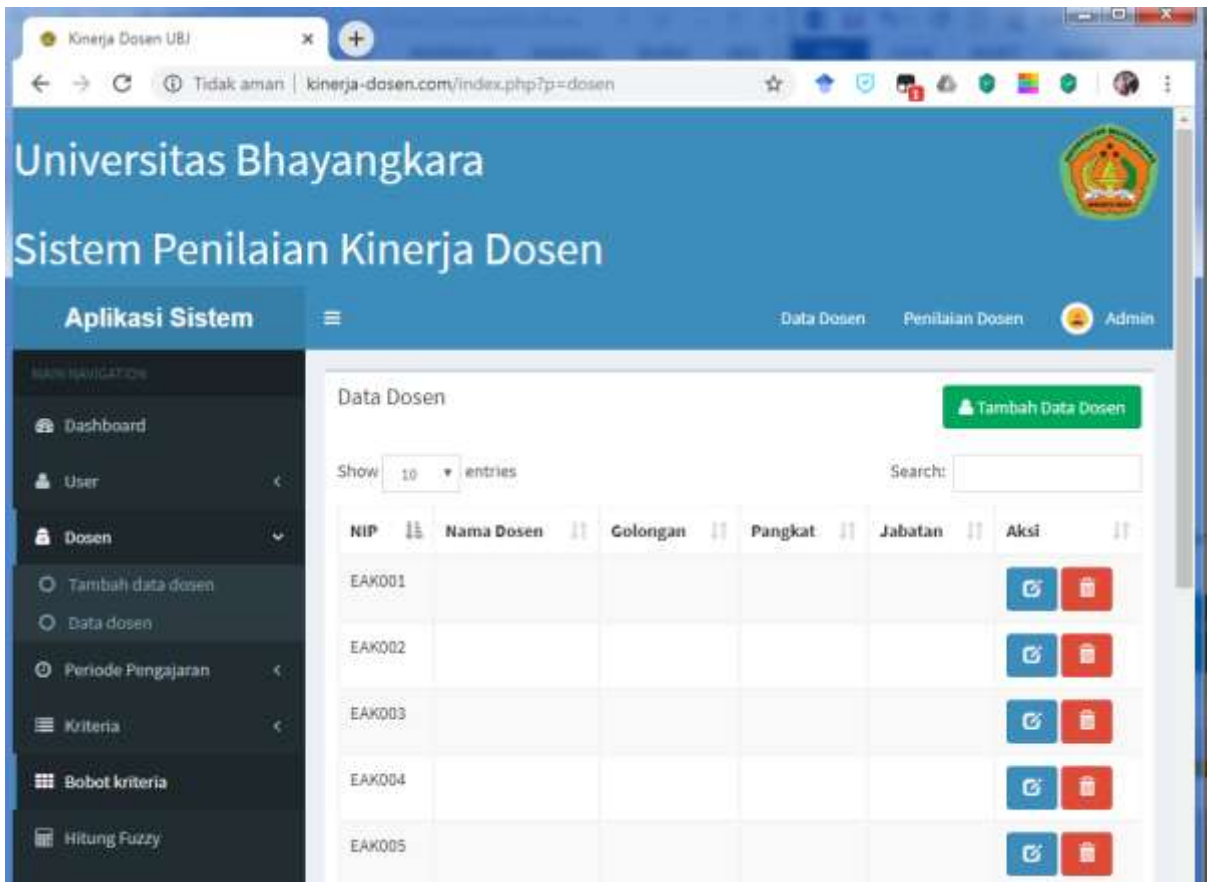 Kinerja Dosen UBJ
Tidak aman | kinerja-dosen.com/index.php?p=dosen
Universitas Bhayangkara
Sistem Penilaian Kinerja Dosen
Aplikasi Sistem
Data Dosen Penilaian Dosen Admin
MAIN NAVIGATION
Dashboard
User
Dosen
Tambah data dosen
Data dosen
Periode Pengajaran
Kriteria
Bobot kriteria
Hitung Fuzzy
Data Dosen
Tambah Data Dosen
Show 10 entries Search:
NIP Nama Dosen Golongan Pangkat Jabatan Aksi
EAK001
EAK002
EAK003
EAK004
EAK005